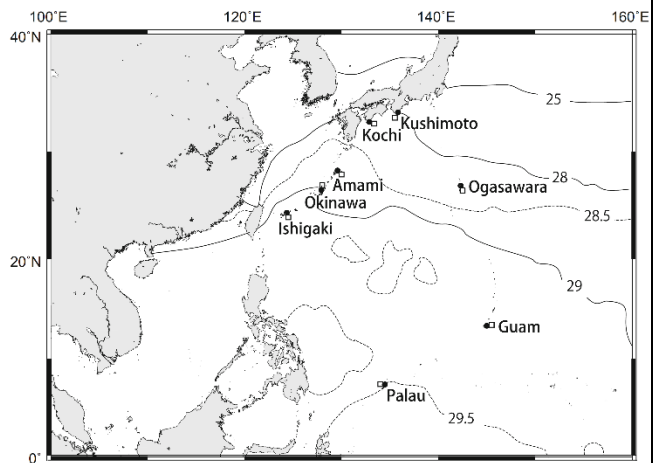 100°E 120°E 140°E 160°E
40°N
25
Kushimoto
Kochi
28
Amami
Ogasawara
Okinawa
28.5
Ishigaki
20°N
29
Guam
Palau
29.5
0°